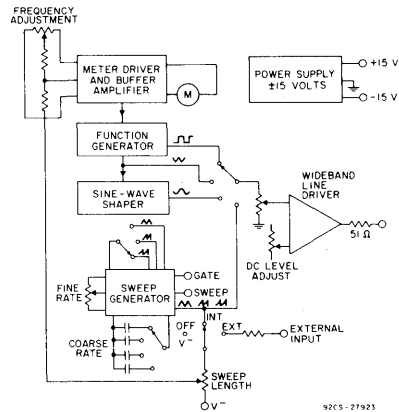 FREQUENCY
ADJUSTMENT
METER DRIVER
AND BUFFER
AMPLIFIER
M
POWER SUPPLY
±15 VOLTS
+15 V
-15 V
FUNCTION
GENERATOR
SINE-WAVE
SHAPER
WIDEBAND
LINE
DRIVER
51 Ω
DC LEVEL
ADJUST
FINE
RATE
SWEEP
GENERATOR
GATE
SWEEP
COARSE
RATE
OFF
V-
INT
EXT
EXTERNAL
INPUT
SWEEP
LENGTH
V-
92CS-27923